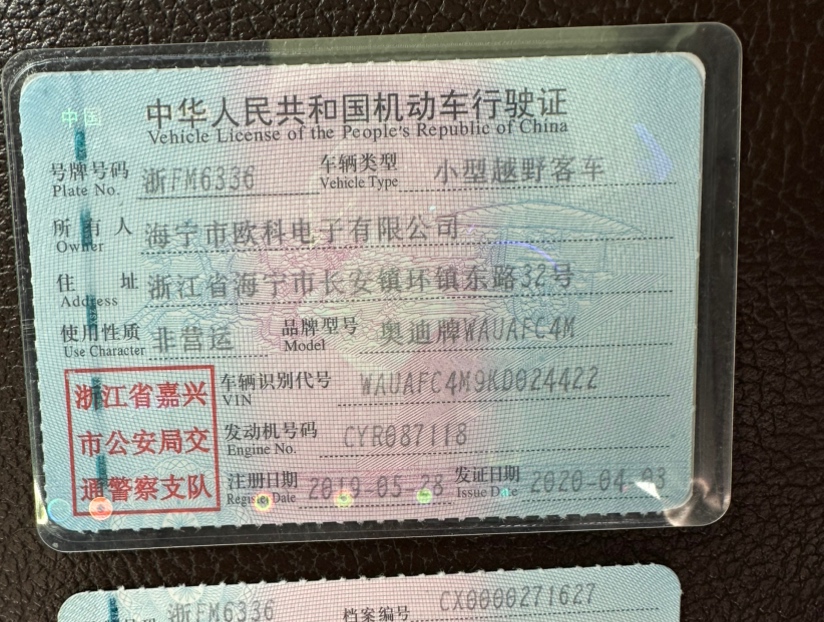 中国
中华人民共和国机动车行驶证
Vehicle License of the People's Republic of China
号牌号码 浙FM6336 车辆类型 小型越野客车
Plate No. Vehicle Type
所有人 海宁市欧科电子有限公司
Owner
住址 浙江省海宁市长安镇环镇东路32号
Address
使用性质 非营运 品牌型号 奥迪牌WAUAFC4M
Use Character Model
浙江省嘉兴
市公安局交
通警察支队
车辆识别代号 WAUAFC4M9KD024422
VIN
发动机号码 CYR087118
Engine No.
注册日期 2019-05-28 发证日期 2020-04-03
Register Date Issue Date
号码 浙FM6336 档案编号 CX0000271627